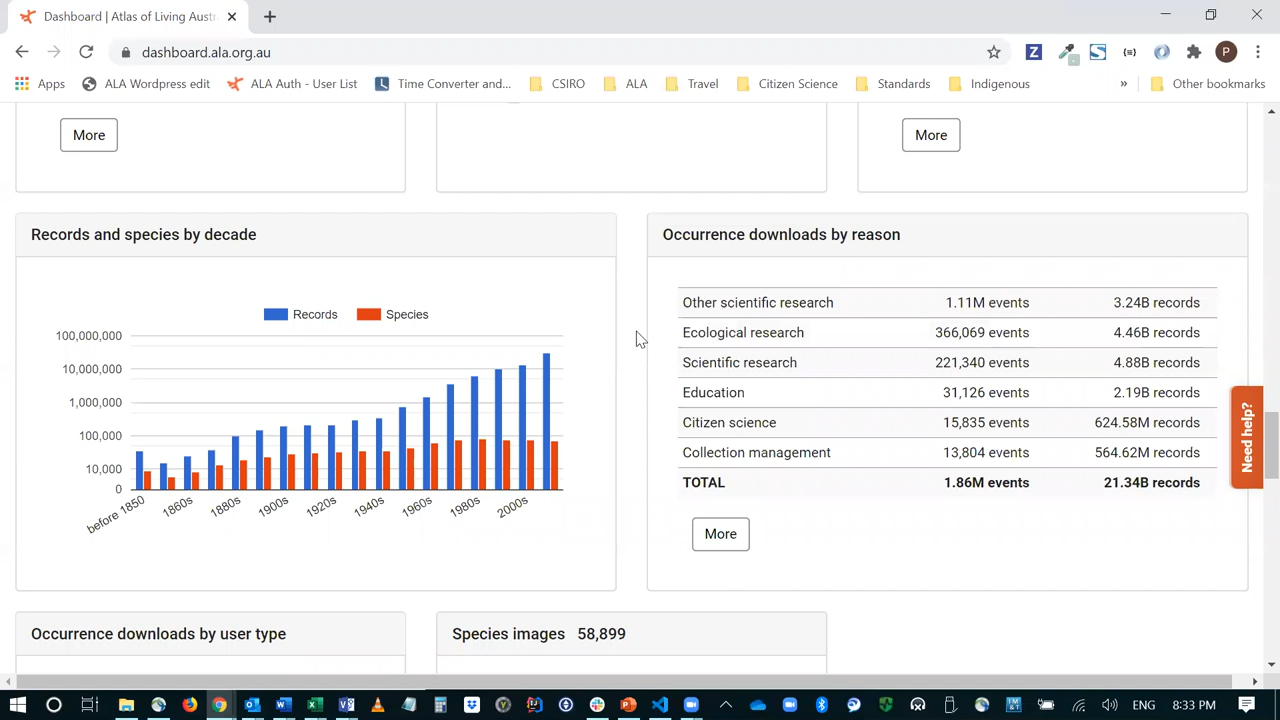 Dashboard | Atlas of Living Austr
dashboard.ala.org.au
P
Apps
ALA Wordpress edit
ALA Auth - User List
Time Converter and...
CSIRO
ALA
Travel
Citizen Science
Standards
Indigenous
»
Other bookmarks
More
More
Records and species by decade
Records
Species
100,000,000
10,000,000
1,000,000
100,000
10,000
0
before 1850
1860s
1880s
1900s
1920s
1940s
1960s
1980s
2000s
Occurrence downloads by reason
Other scientific research 1.11M events 3.24B records
Ecological research 366,069 events 4.46B records
Scientific research 221,340 events 4.88B records
Education 31,126 events 2.19B records
Citizen science 15,835 events 624.58M records
Collection management 13,804 events 564.62M records
TOTAL 1.86M events 21.34B records
More
Need help?
Occurrence downloads by user type
Species images 58,899
ENG
8:33 PM